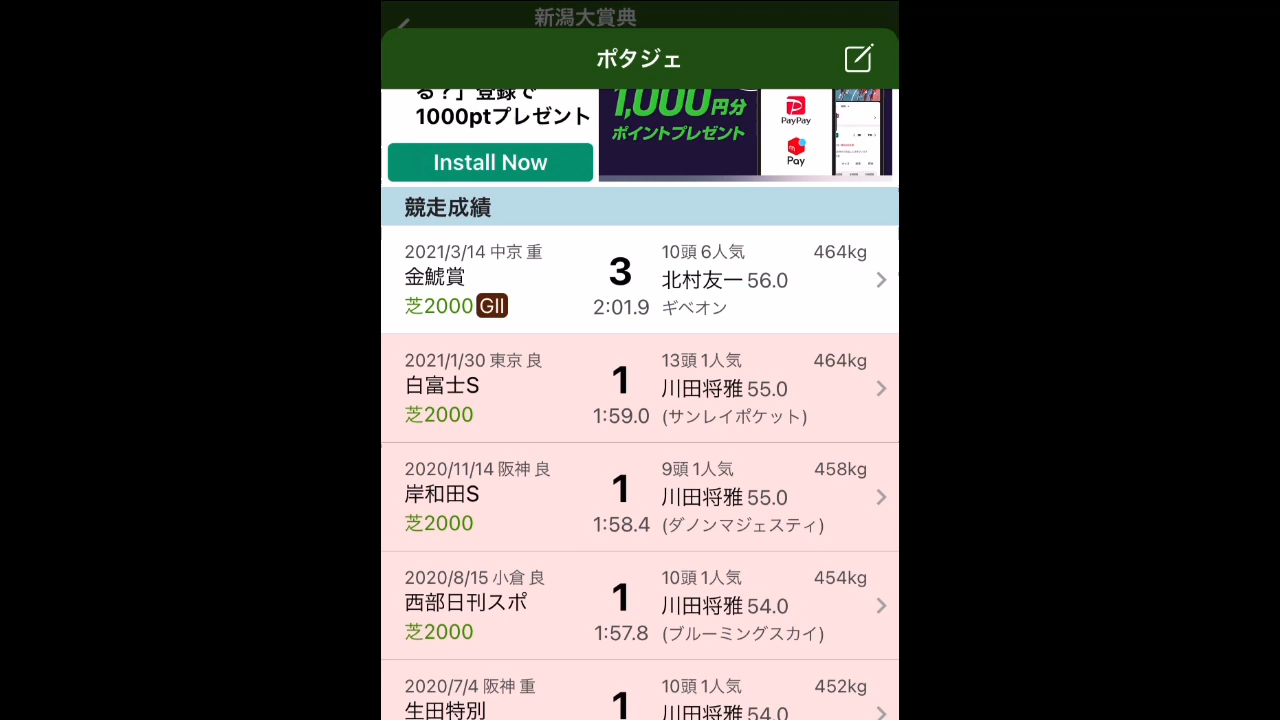 新潟大賞典
ポタジェ
る？」登録で
1000ptプレゼント
Install Now
1,000円分
ポイントプレゼント
PayPay
Pay
競走成績
2021/3/14 中京 重
金鯱賞
芝2000 GII
3
2:01.9
10頭 6人気 464kg
北村友一 56.0
ギベオン
2021/1/30 東京 良
白富士S
芝2000
1
1:59.0
13頭 1人気 464kg
川田将雅 55.0
(サンレイポケット)
2020/11/14 阪神 良
岸和田S
芝2000
1
1:58.4
9頭 1人気 458kg
川田将雅 55.0
(ダノンマジェスティ)
2020/8/15 小倉 良
西部日刊スポ
芝2000
1
1:57.8
10頭 1人気 454kg
川田将雅 54.0
(ブルーミングスカイ)
2020/7/4 阪神 重
生田特別
1
10頭 1人気 452kg
川田将雅 54.0